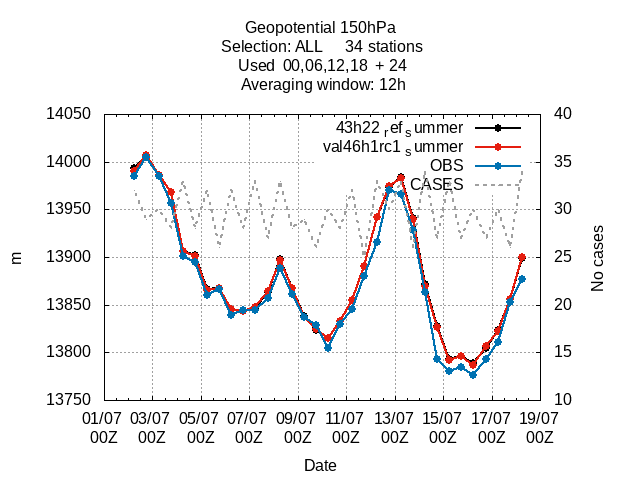 Geopotential 150hPa
Selection: ALL 34 stations
Used 00,06,12,18 + 24
Averaging window: 12h
43h22refsummer
val46h1rc1summer
OBS
CASES
14050
14000
13950
13900
13850
13800
13750
40
35
30
25
20
15
10
m
No cases
01/07 03/07 05/07 07/07 09/07 11/07 13/07 15/07 17/07 19/07
00Z 00Z 00Z 00Z 00Z 00Z 00Z 00Z 00Z 00Z
Date